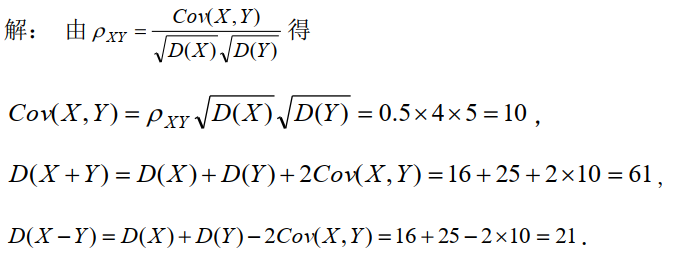 解： 由 ρ_XY = Cov(X,Y) / (√D(X) √D(Y)) 得
Cov(X,Y) = ρ_XY √D(X) √D(Y) = 0.5×4×5 = 10，
D(X+Y) = D(X)+D(Y)+2Cov(X,Y) = 16+25+2×10 = 61，
D(X−Y) = D(X)+D(Y)−2Cov(X,Y) = 16+25−2×10 = 21．